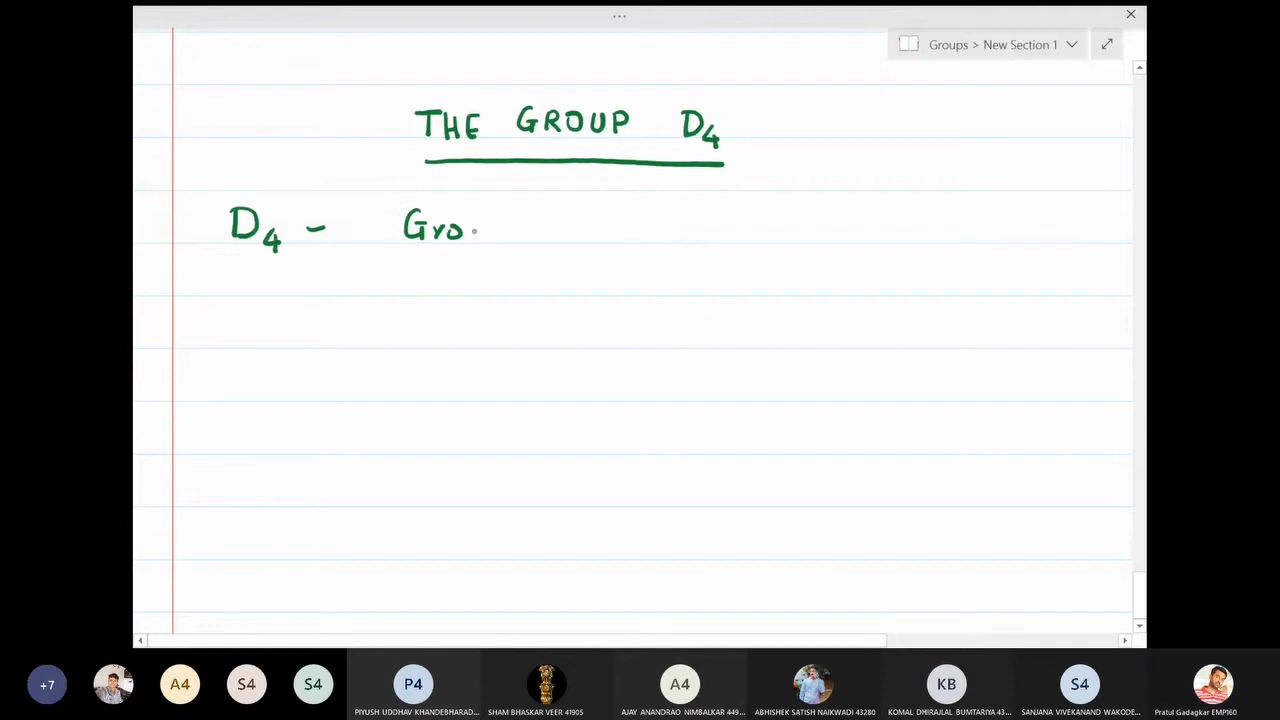 Groups > New Section 1
THE GROUP D4
D4 - Gro
+7
A4
S4
S4
P4
A4
KB
S4
PIYUSH UDDHAV KHANDEBHARAD...
SHAM BHASKAR VEER 41905
AJAY ANANDRAO NIMBALKAR 449...
ABHISHEK SATISH NAIKWADI 43280
KOMAL DHIRAJLAL BUMTARIYA 43...
SANJANA VIVEKANAND WAKODE...
Pratul Gadagkar EMP160